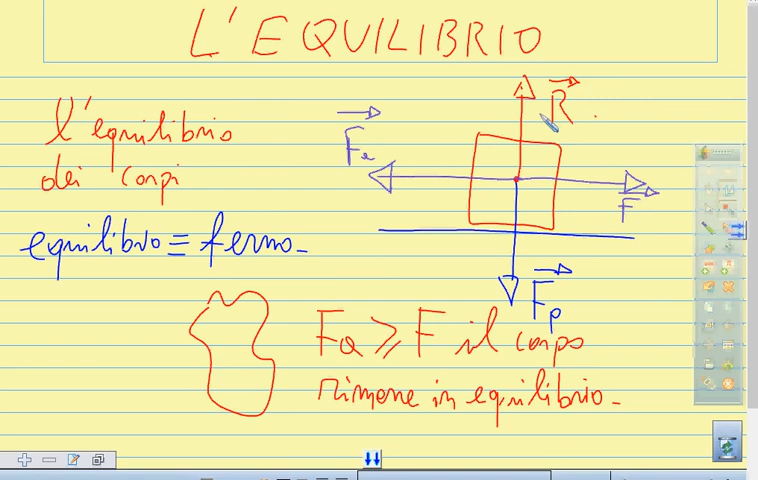 L'EQUILIBRIO
l'equilibrio
dei corpi
equilibrio ≡ fermo
R
Fa
F
Fp
Fa ⩾ F il corpo
rimane in equilibrio